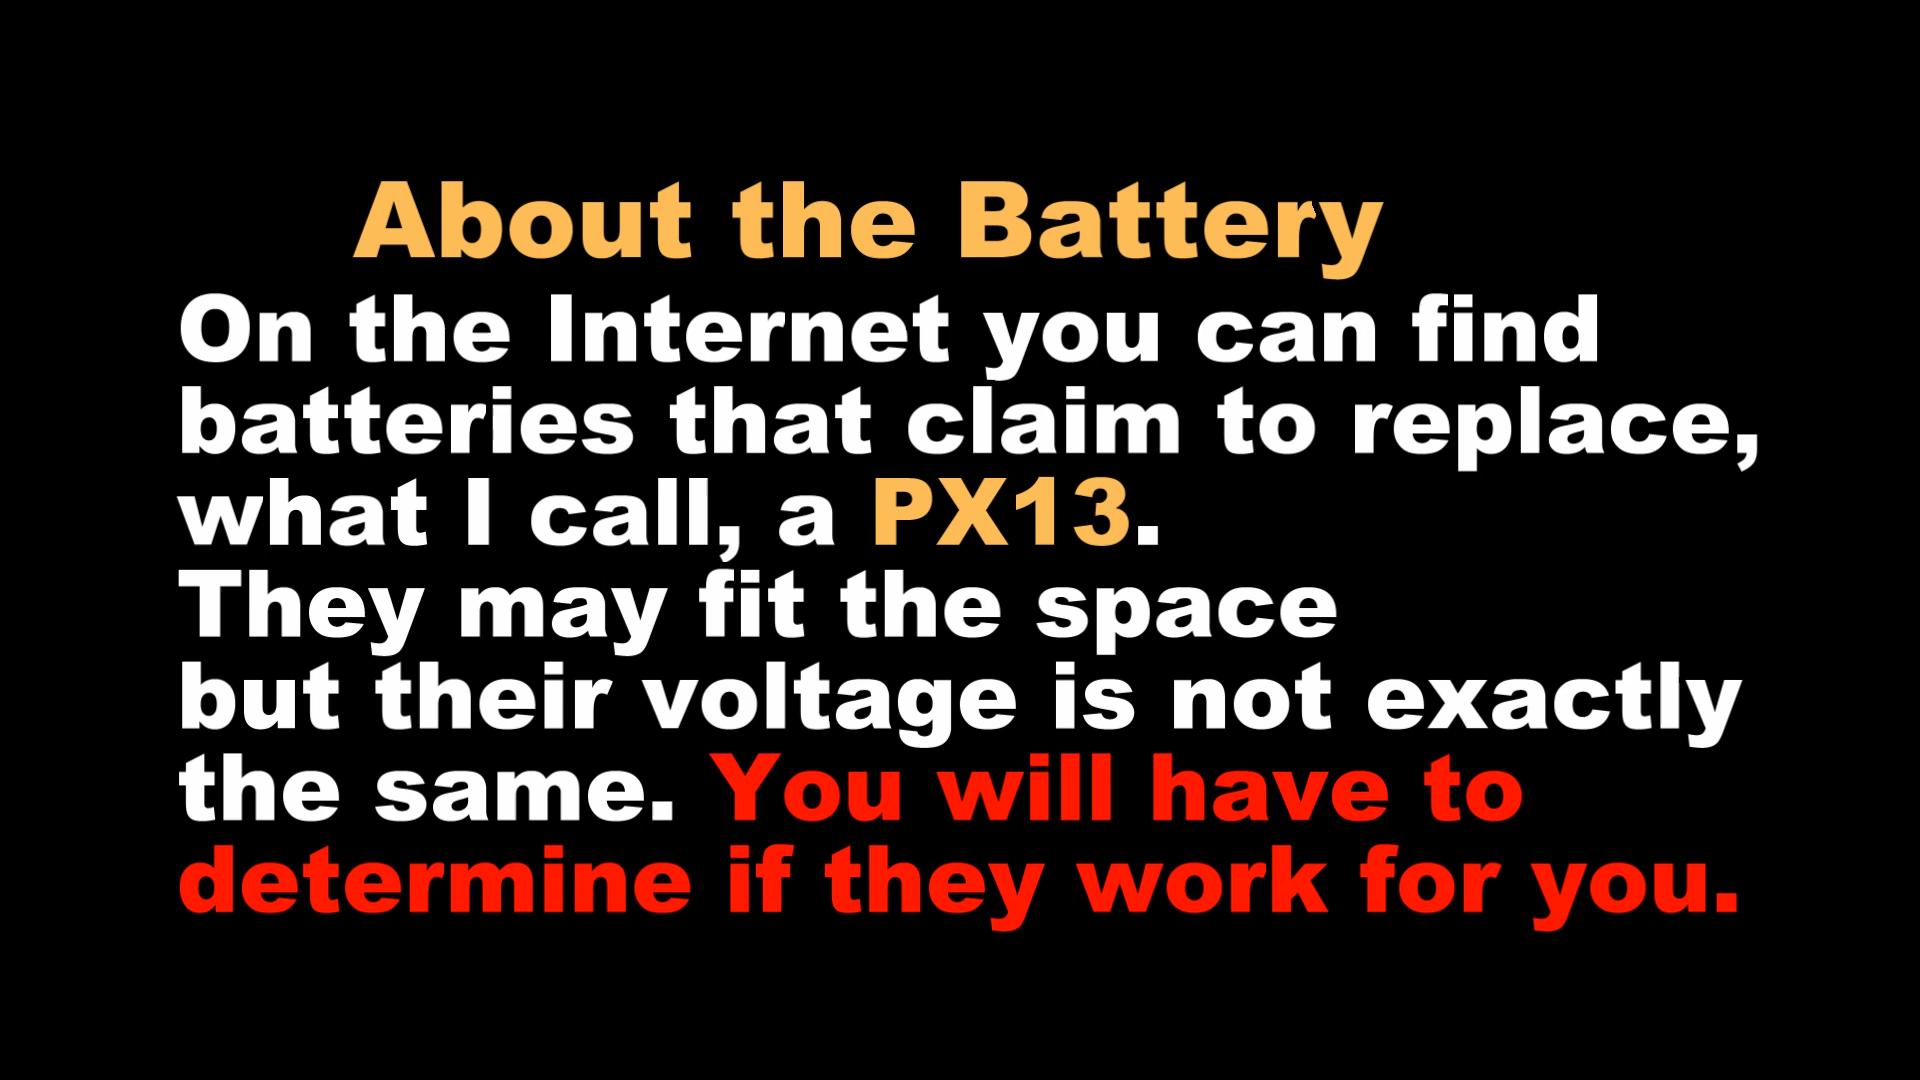 About the Battery
On the Internet you can find
batteries that claim to replace,
what I call, a PX13.
They may fit the space
but their voltage is not exactly
the same. You will have to
determine if they work for you.